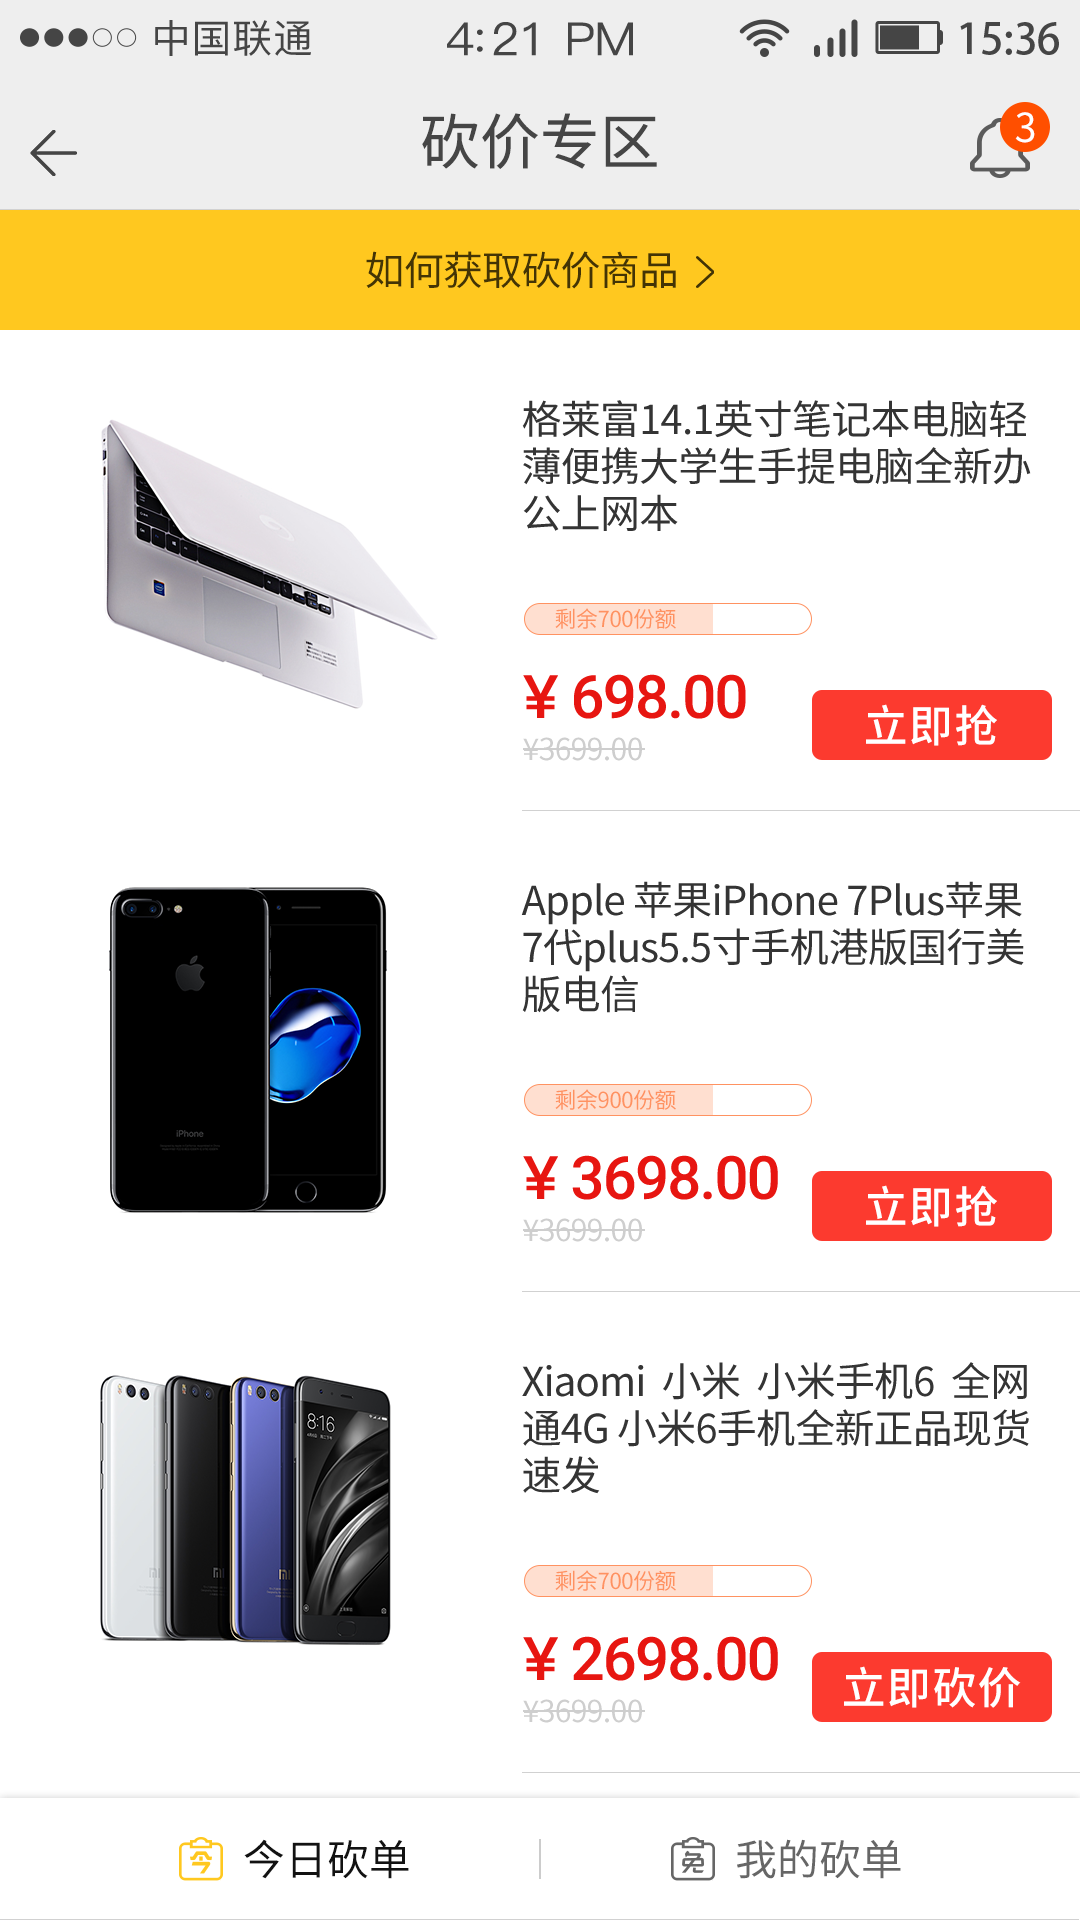 中国联通 4:21 PM 15:36
砍价专区
3
如何获取砍价商品
格莱富14.1英寸笔记本电脑轻
薄便携大学生手提电脑全新办
公上网本
剩余700份额
¥ 698.00
¥3699.00
立即抢
Apple 苹果iPhone 7Plus苹果
7代plus5.5寸手机港版国行美
版电信
iPhone
剩余900份额
¥ 3698.00
¥3699.00
立即抢
Xiaomi 小米 小米手机6 全网
通4G 小米6手机全新正品现货
速发
8:16
剩余700份额
¥ 2698.00
¥3699.00
立即砍价
今 今日砍单
免 我的砍单